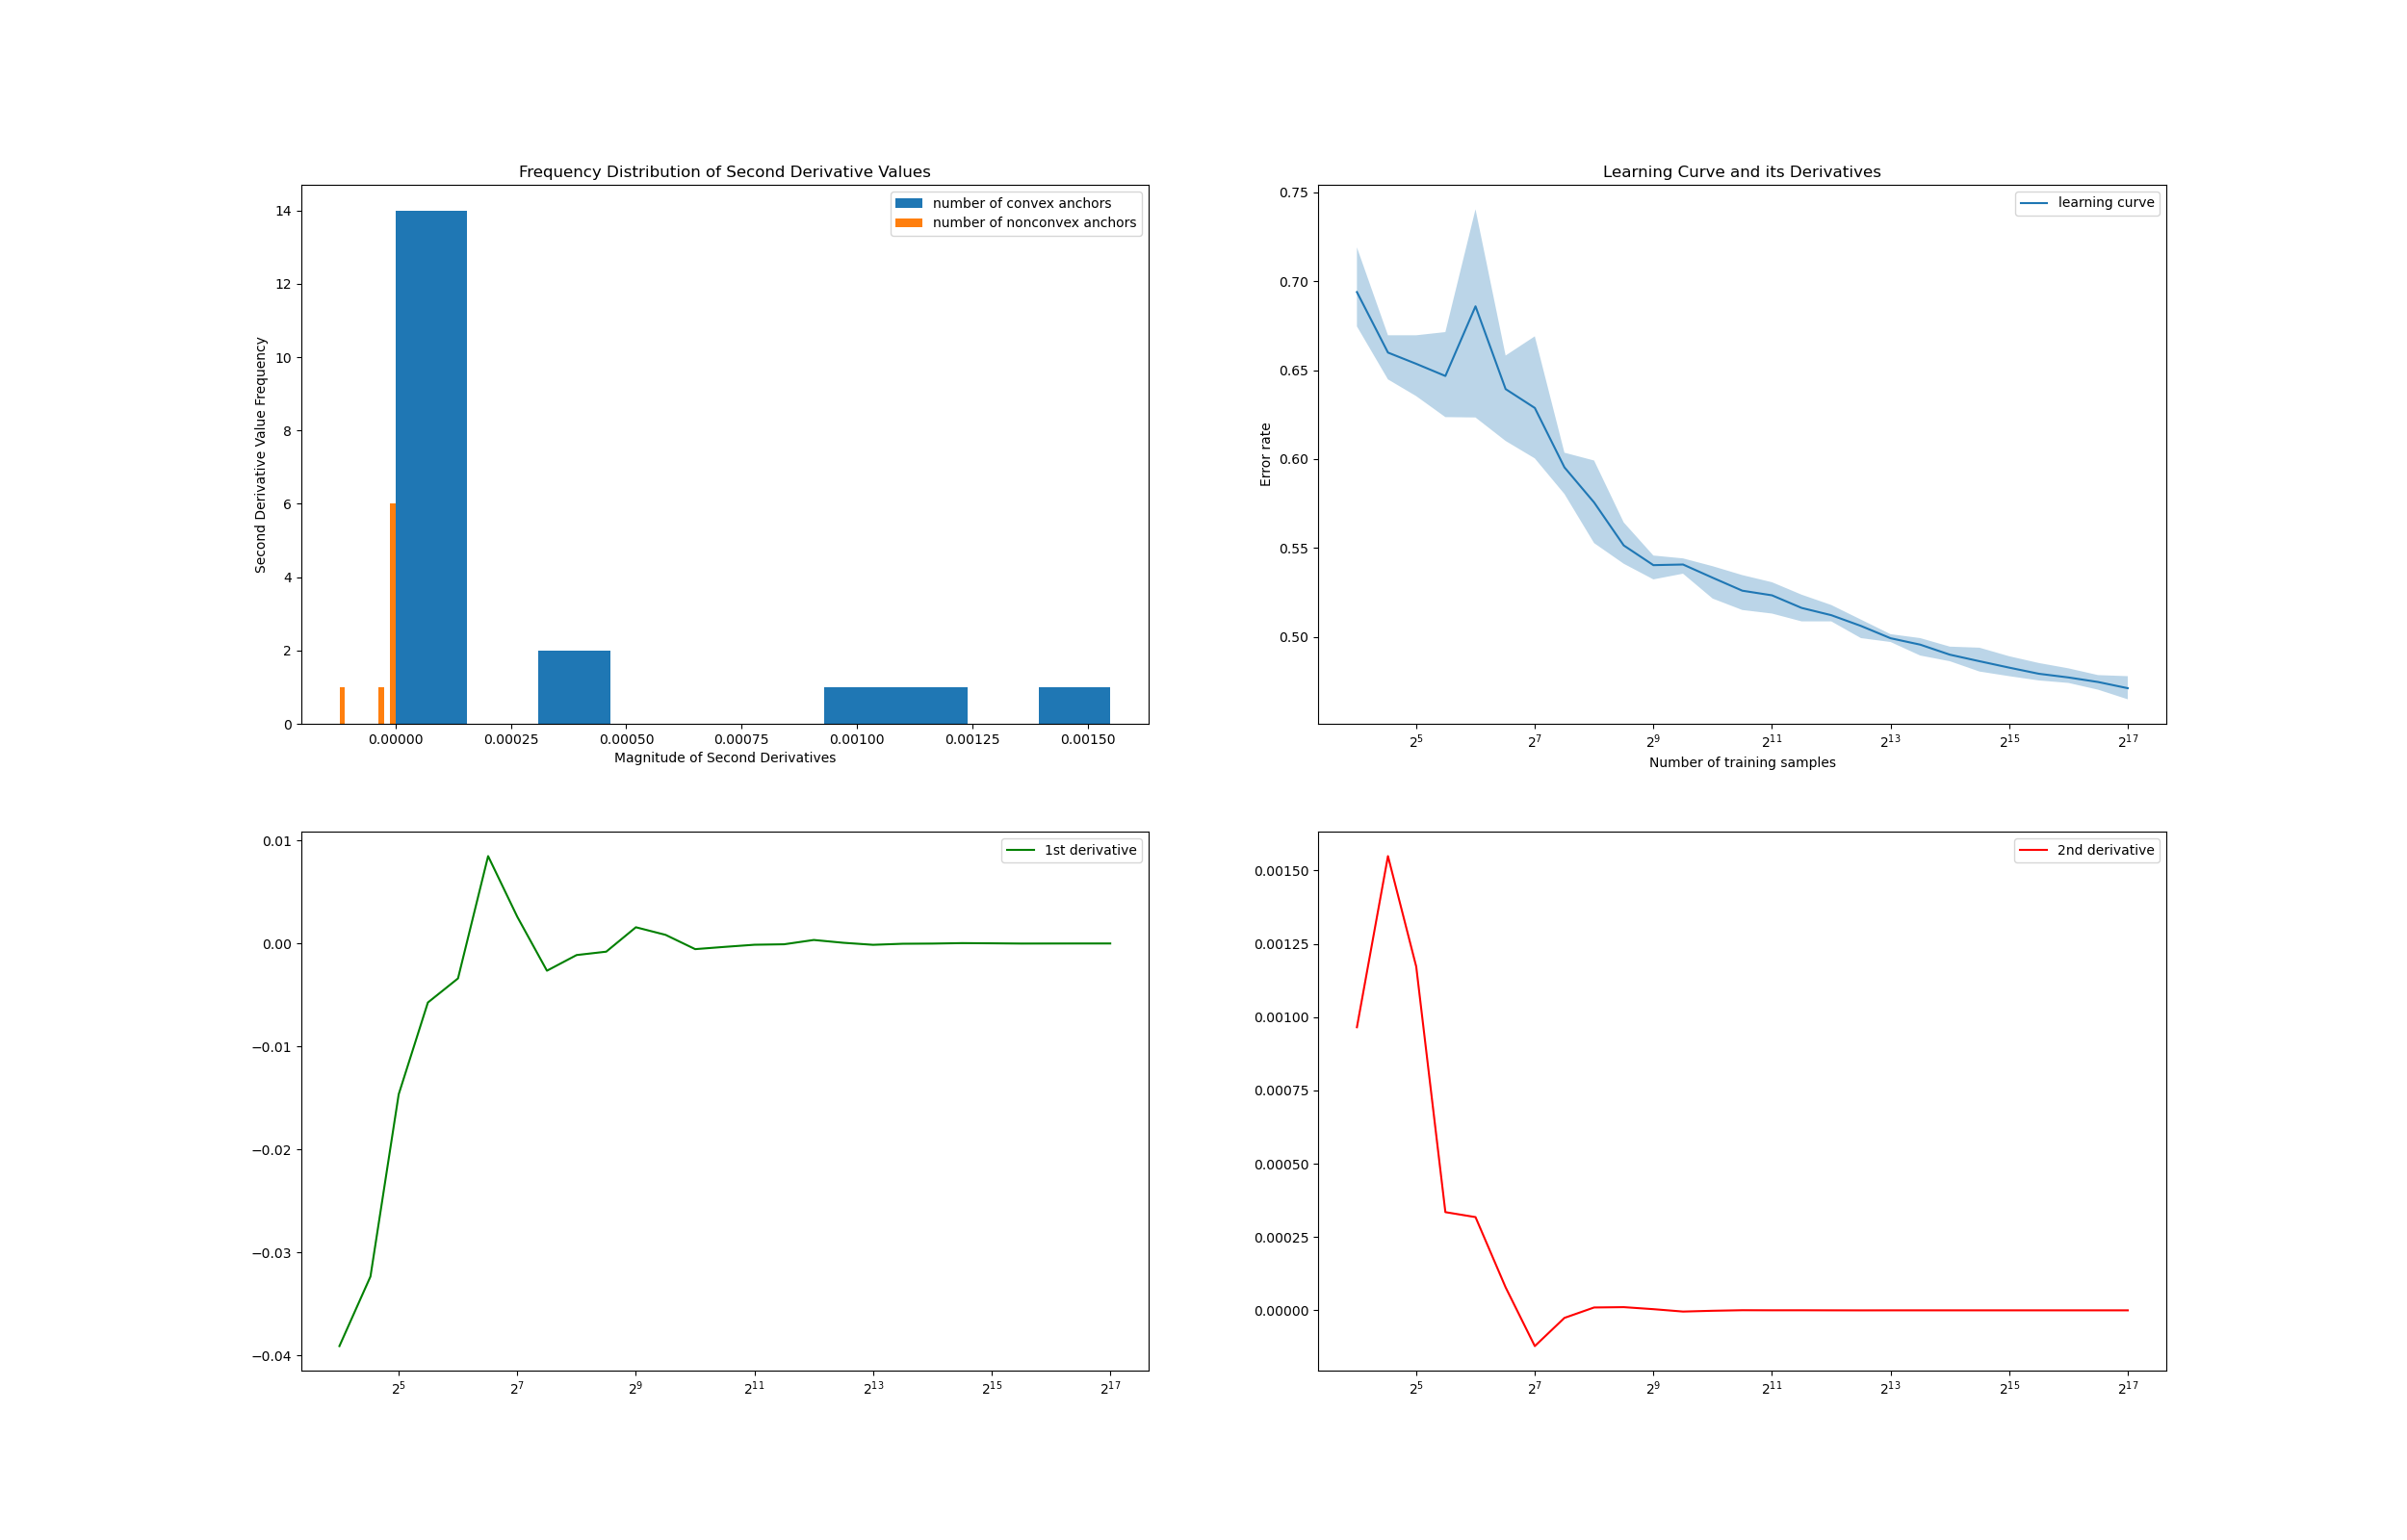 Frequency Distribution of Second Derivative Values
number of convex anchors
number of nonconvex anchors
14
12
10
8
6
4
2
0
Second Derivative Value Frequency
0.00000 0.00025 0.00050 0.00075 0.00100 0.00125 0.00150
Magnitude of Second Derivatives
Learning Curve and its Derivatives
learning curve
0.75
0.70
0.65
0.60
0.55
0.50
Error rate
2^5 2^7 2^9 2^11 2^13 2^15 2^17
Number of training samples
1st derivative
0.01
0.00
−0.01
−0.02
−0.03
−0.04
2^5 2^7 2^9 2^11 2^13 2^15 2^17
2nd derivative
0.00150
0.00125
0.00100
0.00075
0.00050
0.00025
0.00000
2^5 2^7 2^9 2^11 2^13 2^15 2^17